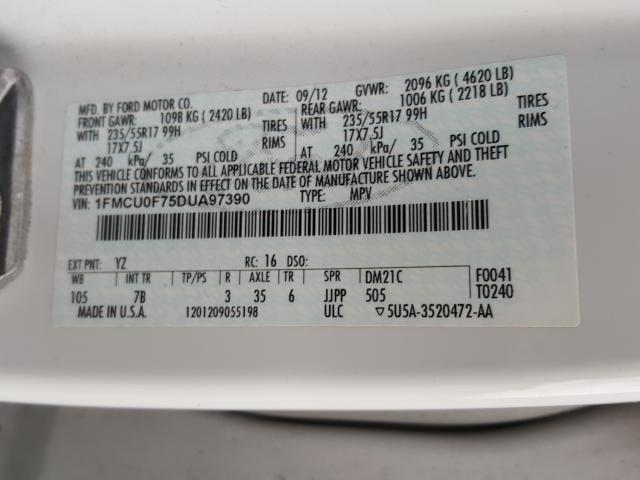 MFD. BY FORD MOTOR CO.
DATE: 09/12 GVWR: 2096 KG ( 4620 LB)
FRONT GAWR: 1098 KG ( 2420 LB)
REAR GAWR: 1006 KG ( 2218 LB)
WITH 235/55R17 99H TIRES
WITH 235/55R17 99H TIRES
17X7.5J RIMS
17X7.5J RIMS
AT 240 kPa/ 35 PSI COLD
AT 240 kPa/ 35 PSI COLD
THIS VEHICLE CONFORMS TO ALL APPLICABLE FEDERAL MOTOR VEHICLE SAFETY AND THEFT
PREVENTION STANDARDS IN EFFECT ON THE DATE OF MANUFACTURE SHOWN ABOVE.
VIN: 1FMCU0F75DUA97390 TYPE: MPV
EXT PNT: YZ RC: 16 DSO:
WB INT TR TP/PS R AXLE TR SPR DM21C F0041
105 7B 3 35 6 JJPP 505 T0240
MADE IN U.S.A. 1201209055198 ULC ▽5U5A-3520472-AA